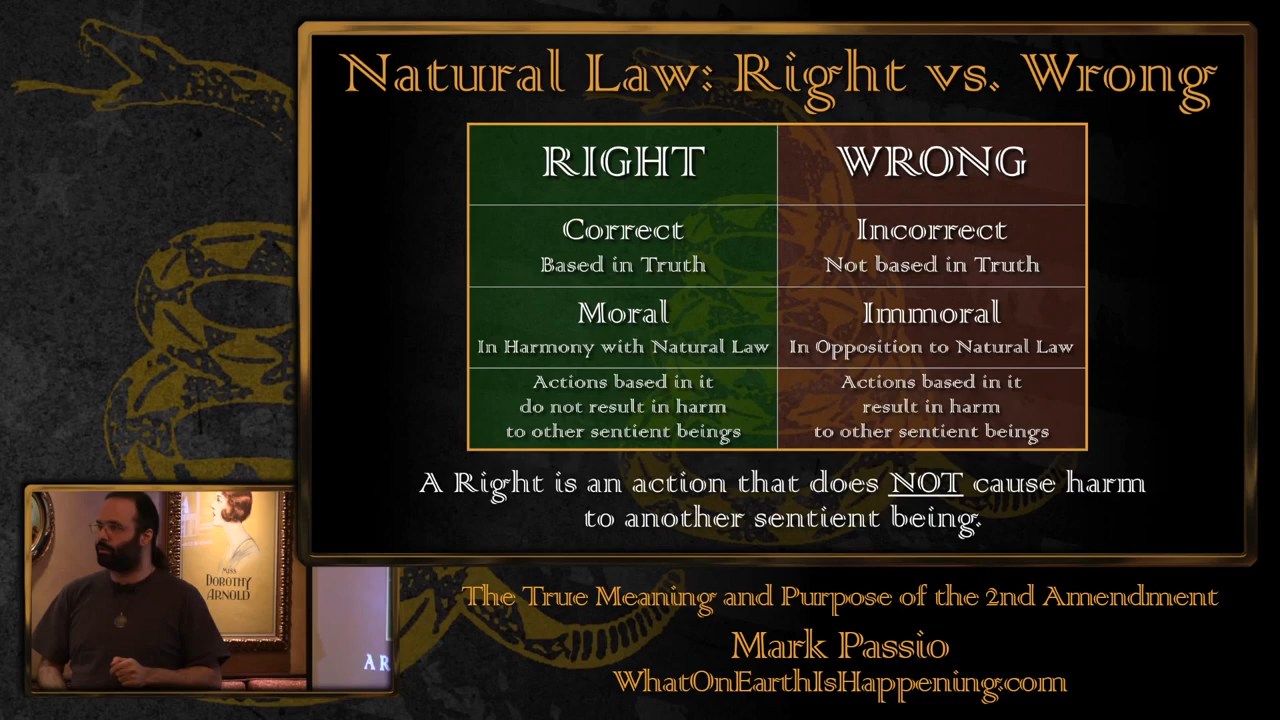 Natural Law: Right vs. Wrong
RIGHT
WRONG
Correct
Based in Truth
Incorrect
Not based in Truth
Moral
In Harmony with Natural Law
Immoral
In Opposition to Natural Law
Actions based in it
do not result in harm
to other sentient beings
Actions based in it
result in harm
to other sentient beings
A Right is an action that does NOT cause harm
to another sentient being.
MISS
DOROTHY
ARNOLD
AR
The True Meaning and Purpose of the 2nd Amendment
Mark Passio
WhatOnEarthIsHappening.com